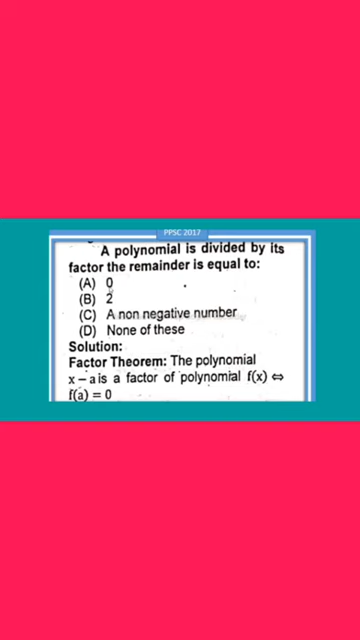 PPSC 2017
A polynomial is divided by its
factor the remainder is equal to:
(A) 0
(B) 2
(C) A non negative number
(D) None of these
Solution:
Factor Theorem: The polynomial
x – a is a factor of polynomial f(x) ⇔
f(a) = 0